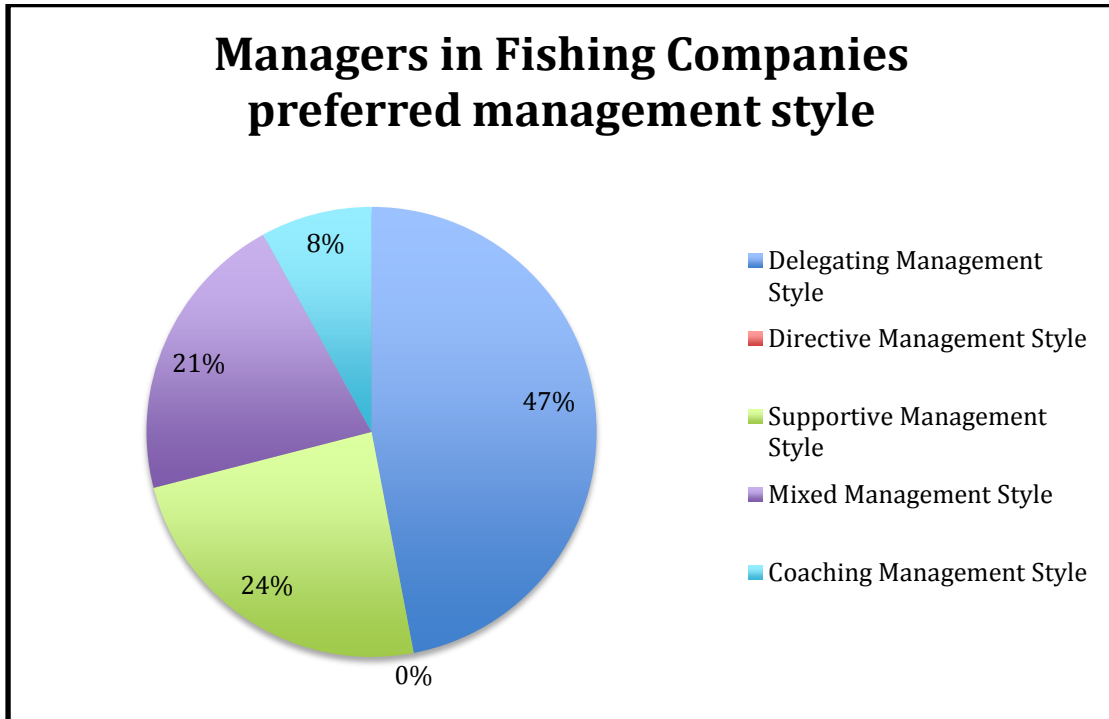 Managers in Fishing Companies
preferred management style
8%
47%
21%
24%
0%
Delegating Management
Style
Directive Management Style
Supportive Management
Style
Mixed Management Style
Coaching Management Style